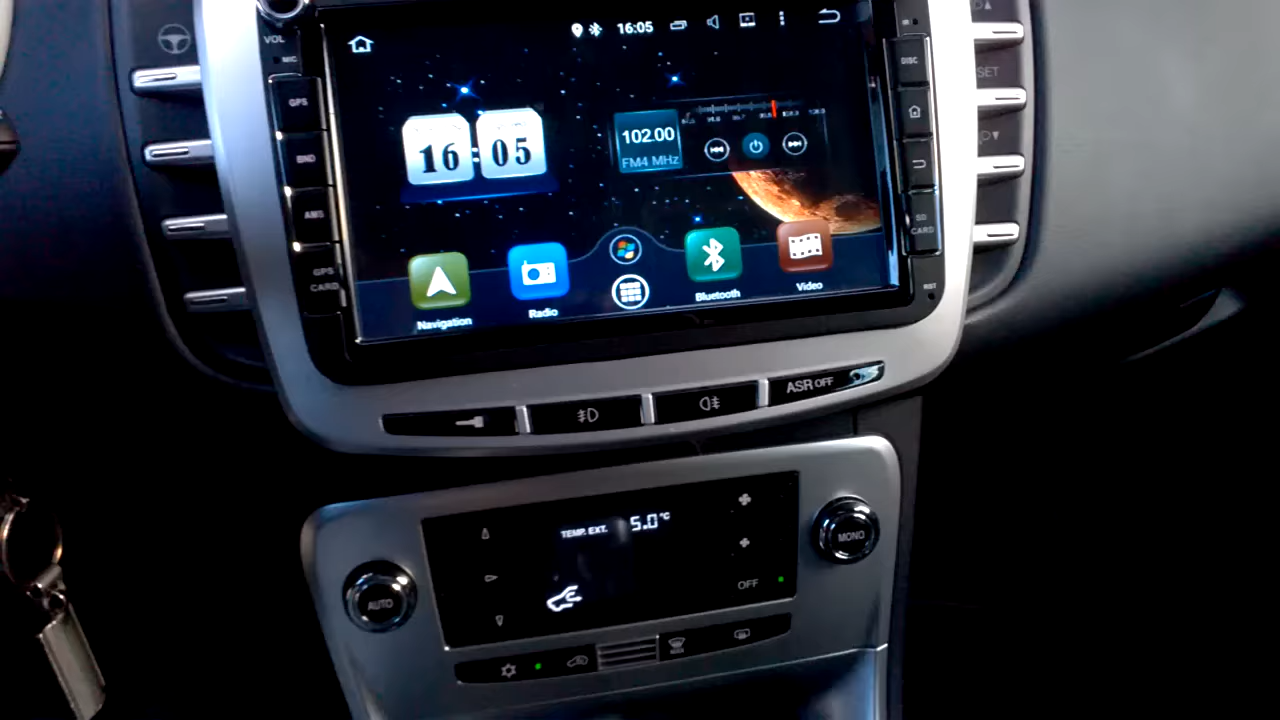 VOL
MIC
GPS
BND
AMS
GPS
CARD
16:05
16:05
102.00
FM4 MHz
Navigation
Radio
Bluetooth
Video
DISC
SD
CARD
RST
SET
ASR OFF
TEMP. EXT. 5.0°C
OFF
AUTO
MONO